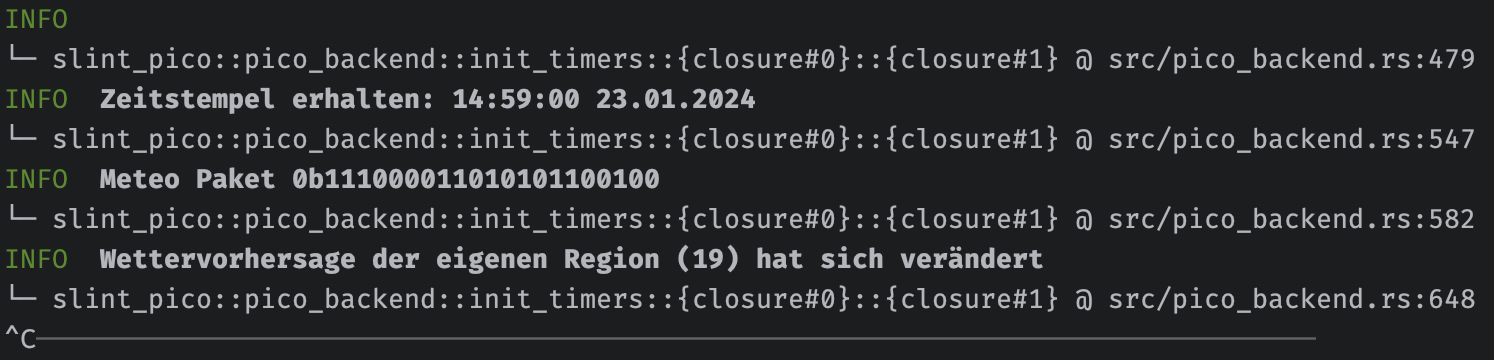 INFO
└─ slint_pico::pico_backend::init_timers::{closure#0}::{closure#1} @ src/pico_backend.rs:479
INFO  Zeitstempel erhalten: 14:59:00 23.01.2024
└─ slint_pico::pico_backend::init_timers::{closure#0}::{closure#1} @ src/pico_backend.rs:547
INFO  Meteo Paket 0b111000011010101100100
└─ slint_pico::pico_backend::init_timers::{closure#0}::{closure#1} @ src/pico_backend.rs:582
INFO  Wettervorhersage der eigenen Region (19) hat sich verändert
└─ slint_pico::pico_backend::init_timers::{closure#0}::{closure#1} @ src/pico_backend.rs:648
^C